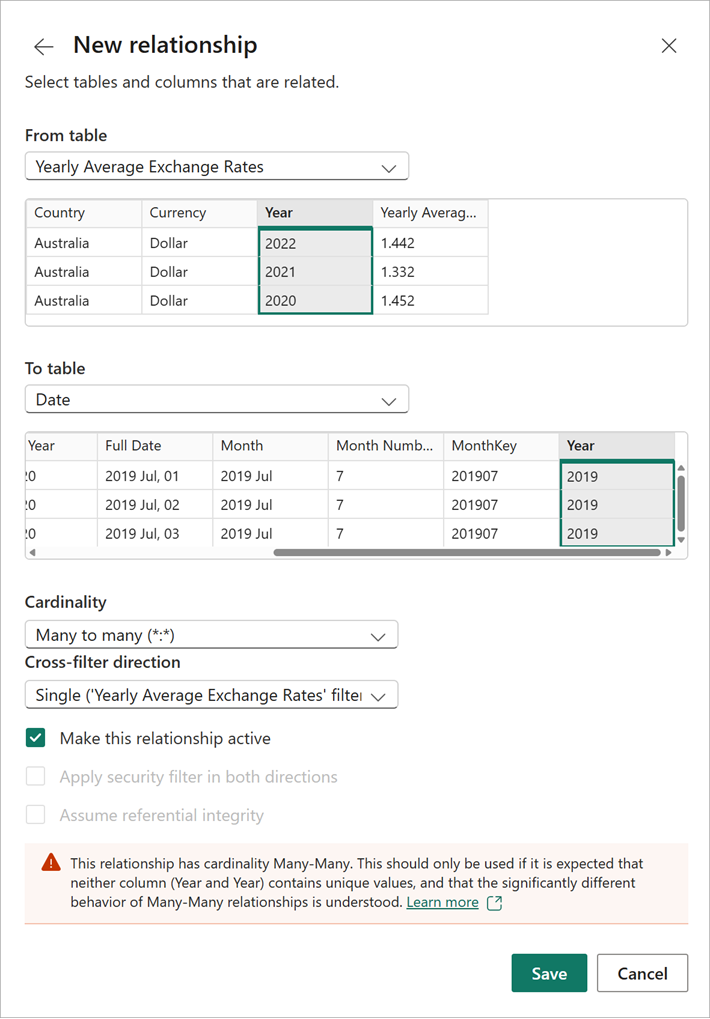 New relationship
Select tables and columns that are related.
From table
Yearly Average Exchange Rates
Country Currency Year Yearly Averag...
Australia Dollar 2022 1.442
Australia Dollar 2021 1.332
Australia Dollar 2020 1.452
To table
Date
Year Full Date Month Month Numb... MonthKey Year
20 2019 Jul, 01 2019 Jul 7 201907 2019
20 2019 Jul, 02 2019 Jul 7 201907 2019
20 2019 Jul, 03 2019 Jul 7 201907 2019
Cardinality
Many to many (*:*)
Cross-filter direction
Single ('Yearly Average Exchange Rates' filter
Make this relationship active
Apply security filter in both directions
Assume referential integrity
This relationship has cardinality Many-Many. This should only be used if it is expected that
neither column (Year and Year) contains unique values, and that the significantly different
behavior of Many-Many relationships is understood. Learn more
Save Cancel